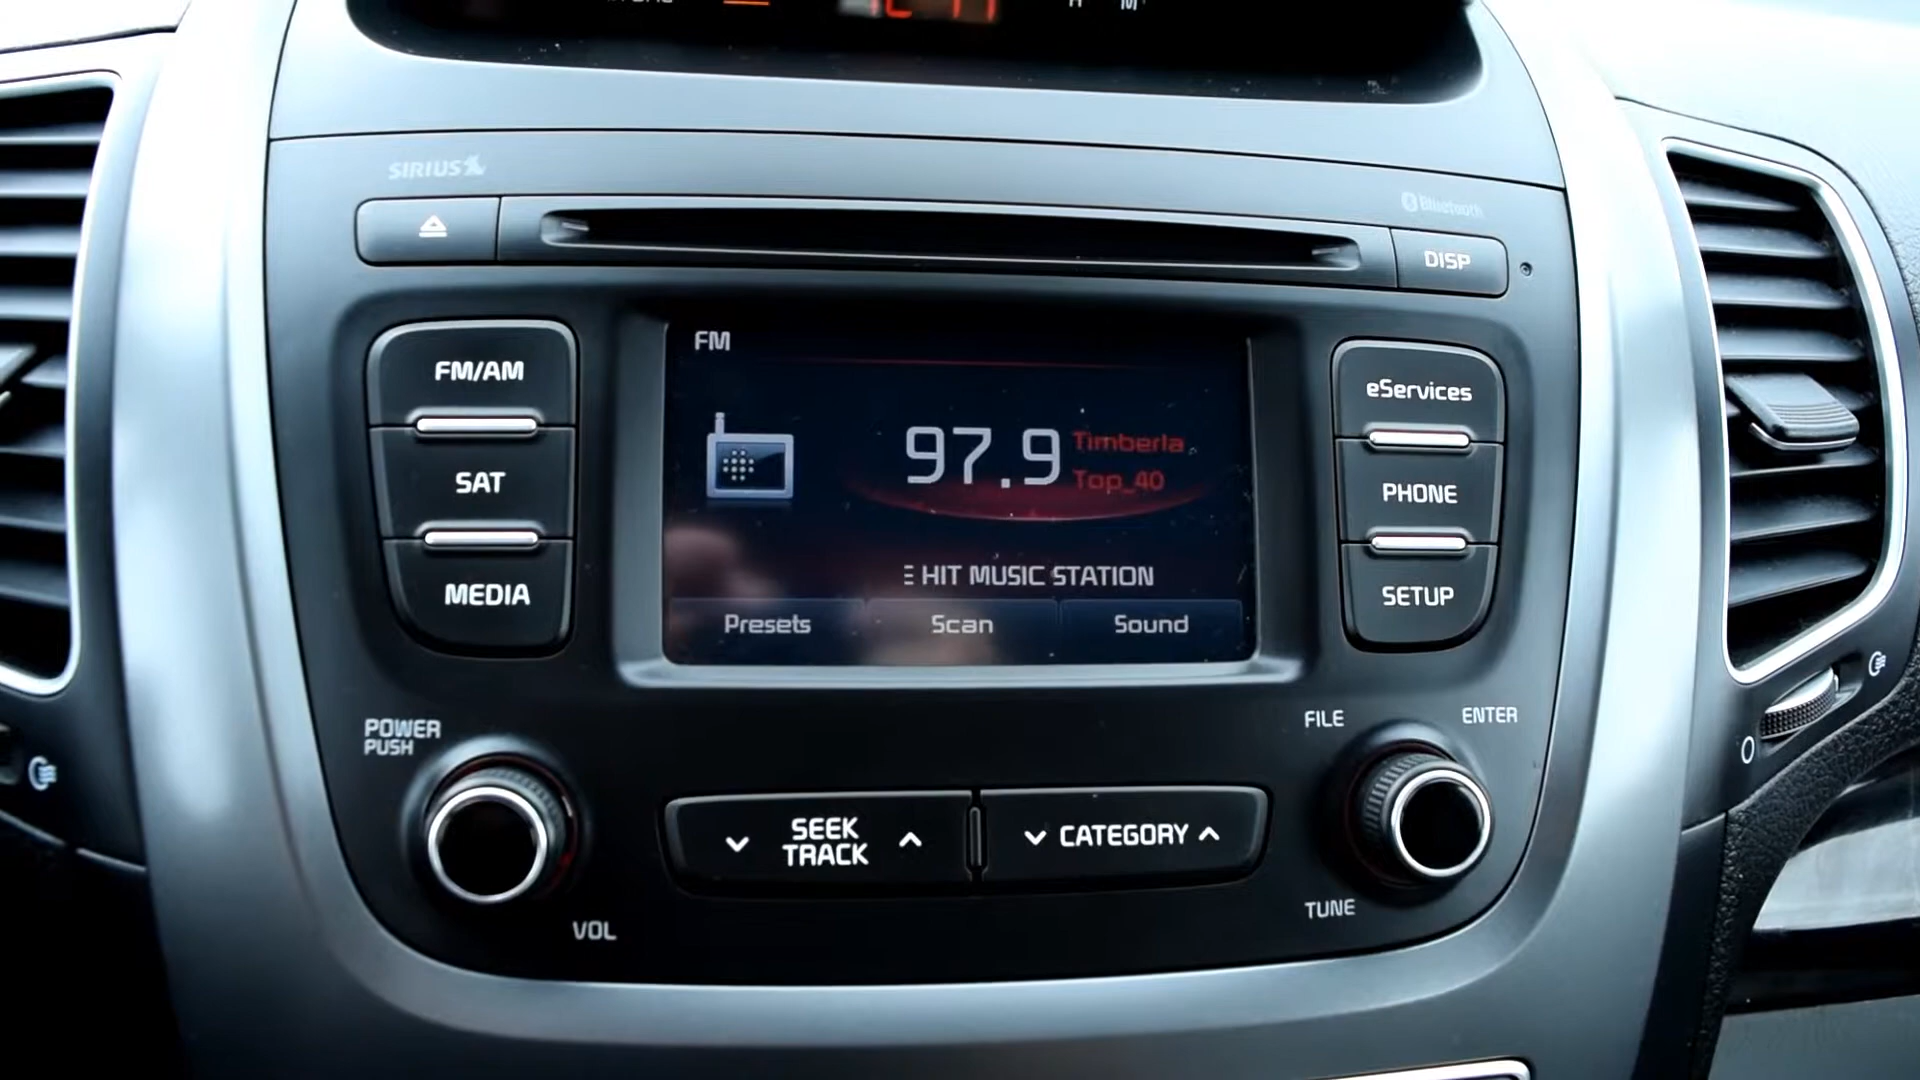 SIRIUS
Bluetooth
DISP
FM/AM
SAT
MEDIA
FM
97.9
Timberla
Top_40
HIT MUSIC STATION
Presets Scan Sound
eServices
PHONE
SETUP
POWER
PUSH
VOL
SEEK
TRACK
CATEGORY
FILE
ENTER
TUNE